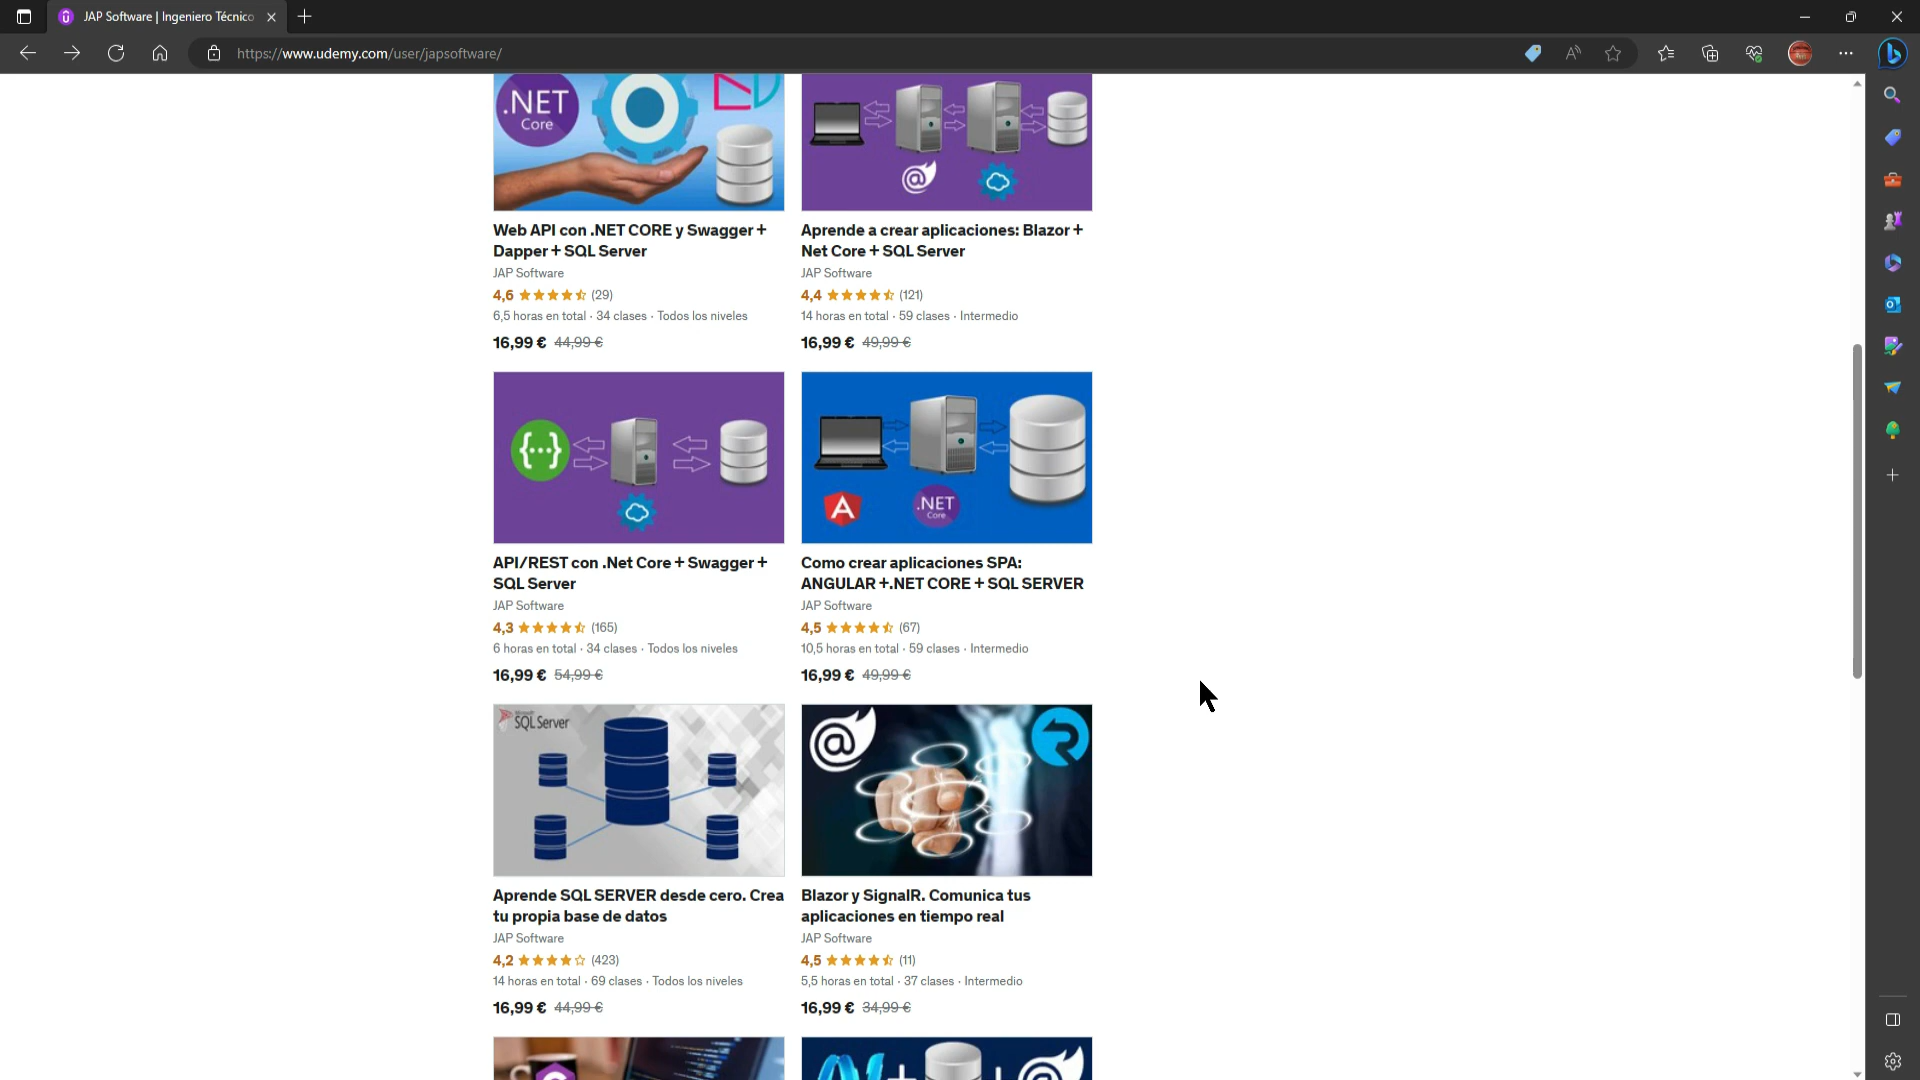 JAP Software | Ingeniero Técnico
https://www.udemy.com/user/japsoftware/
.NET
Core
Web API con .NET CORE y Swagger +
Dapper + SQL Server
JAP Software
4,6 (29)
6,5 horas en total · 34 clases · Todos los niveles
16,99 € 44,99 €
Aprende a crear aplicaciones: Blazor +
Net Core + SQL Server
JAP Software
4,4 (121)
14 horas en total · 59 clases · Intermedio
16,99 € 49,99 €
{···}
API/REST con .Net Core + Swagger +
SQL Server
JAP Software
4,3 (165)
6 horas en total · 34 clases · Todos los niveles
16,99 € 54,99 €
A
.NET
Core
Como crear aplicaciones SPA:
ANGULAR +.NET CORE + SQL SERVER
JAP Software
4,5 (67)
10,5 horas en total · 59 clases · Intermedio
16,99 € 49,99 €
SQL Server
Aprende SQL SERVER desde cero. Crea
tu propia base de datos
JAP Software
4,2 (423)
14 horas en total · 69 clases · Todos los niveles
16,99 € 44,99 €
@
Blazor y SignalR. Comunica tus
aplicaciones en tiempo real
JAP Software
4,5 (11)
5,5 horas en total · 37 clases · Intermedio
16,99 € 34,99 €